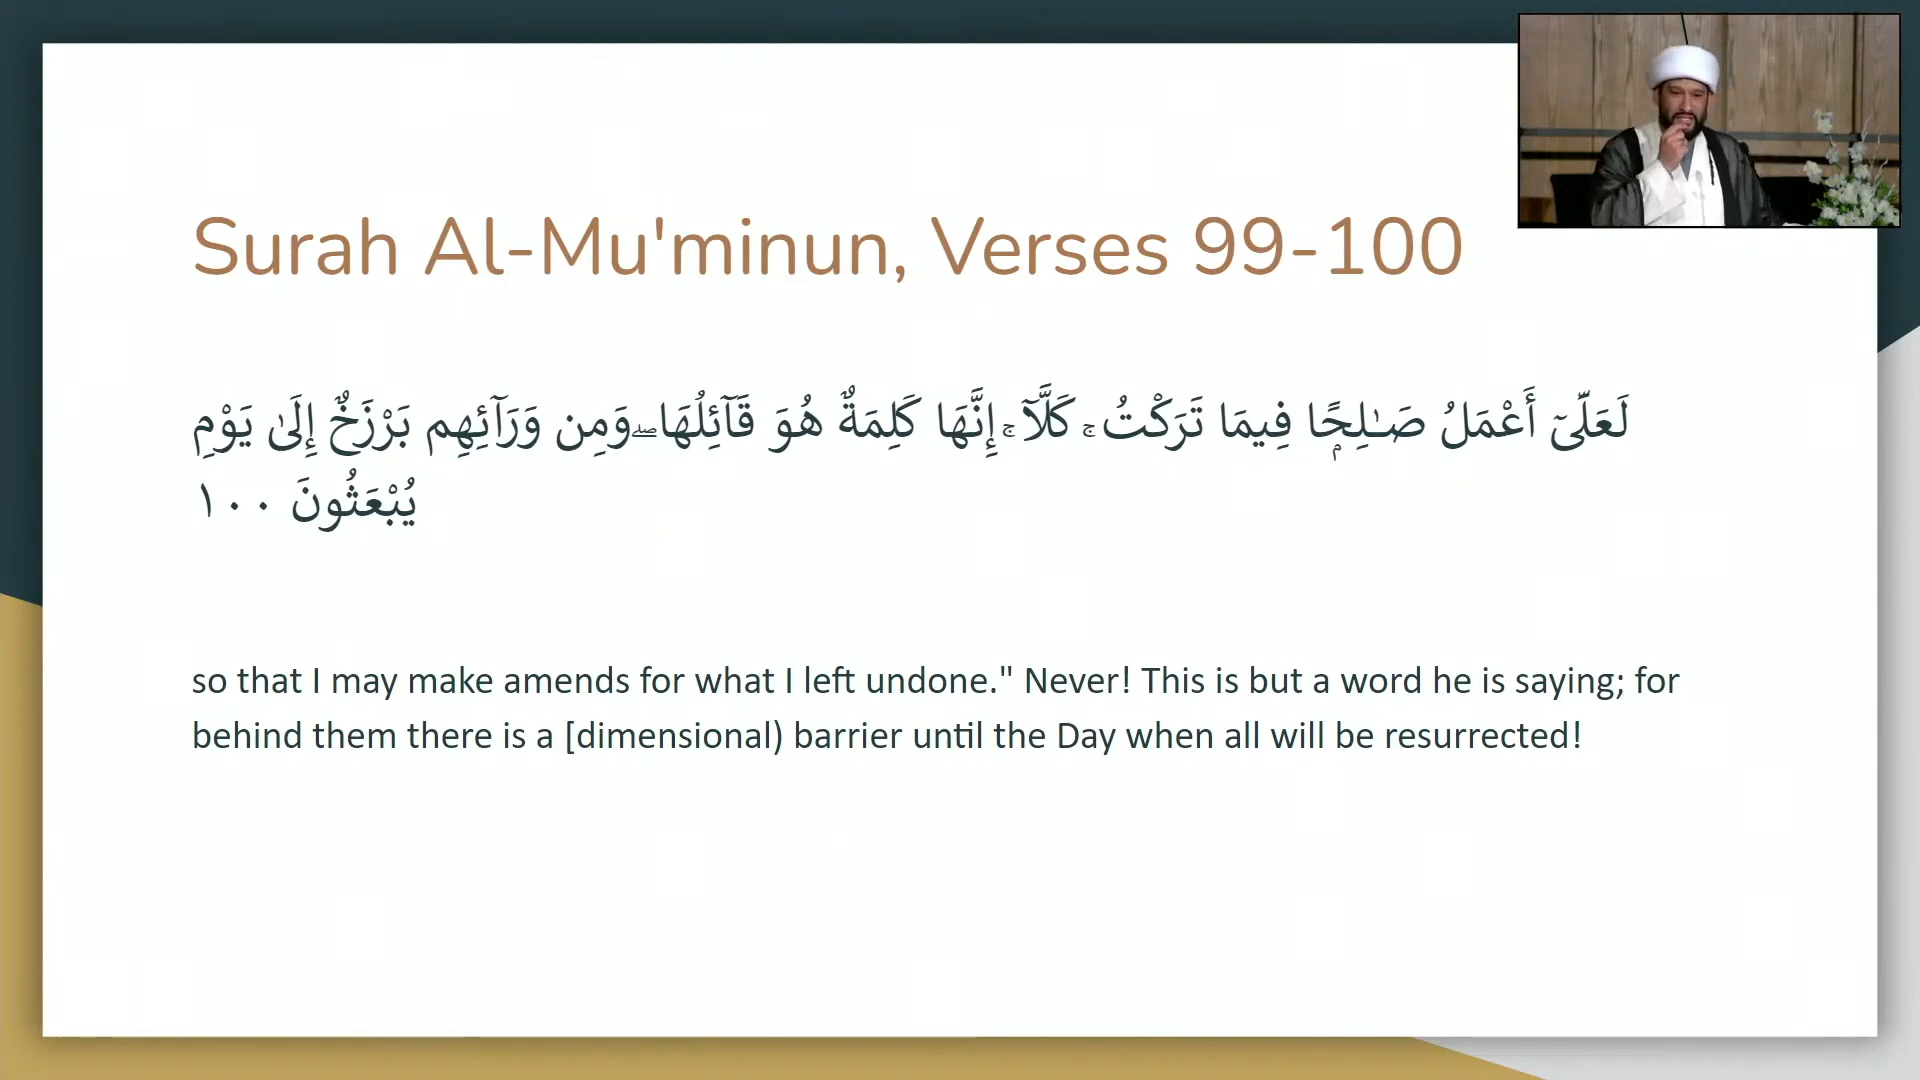 Surah Al-Mu'minun, Verses 99-100
لَعَلِّىٓ أَعْمَلُ صَـٰلِحًۭا فِيمَا تَرَكْتُ ۚ كَلَّآ ۚ إِنَّهَا كَلِمَةٌ هُوَ قَآئِلُهَا ۖ وَمِن وَرَآئِهِم بَرْزَخٌ إِلَىٰ يَوْمِ
يُبْعَثُونَ ١٠٠
so that I may make amends for what I left undone." Never! This is but a word he is saying; for
behind them there is a [dimensional) barrier until the Day when all will be resurrected!